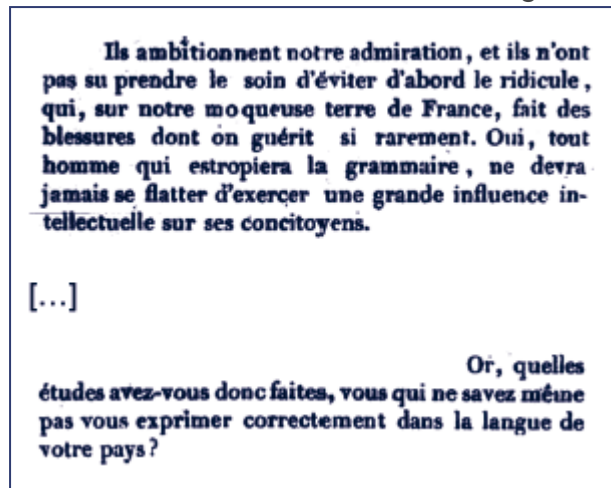 Ils ambitionnent notre admiration, et ils n'ont
pas su prendre le soin d'éviter d'abord le ridicule,
qui, sur notre moqueuse terre de France, fait des
blessures dont on guérit si rarement. Oui, tout
homme qui estropiera la grammaire, ne devra
jamais se flatter d'exercer une grande influence in-
tellectuelle sur ses concitoyens.
[...]
Or, quelles
études avez-vous donc faites, vous qui ne savez même
pas vous exprimer correctement dans la langue de
votre pays?